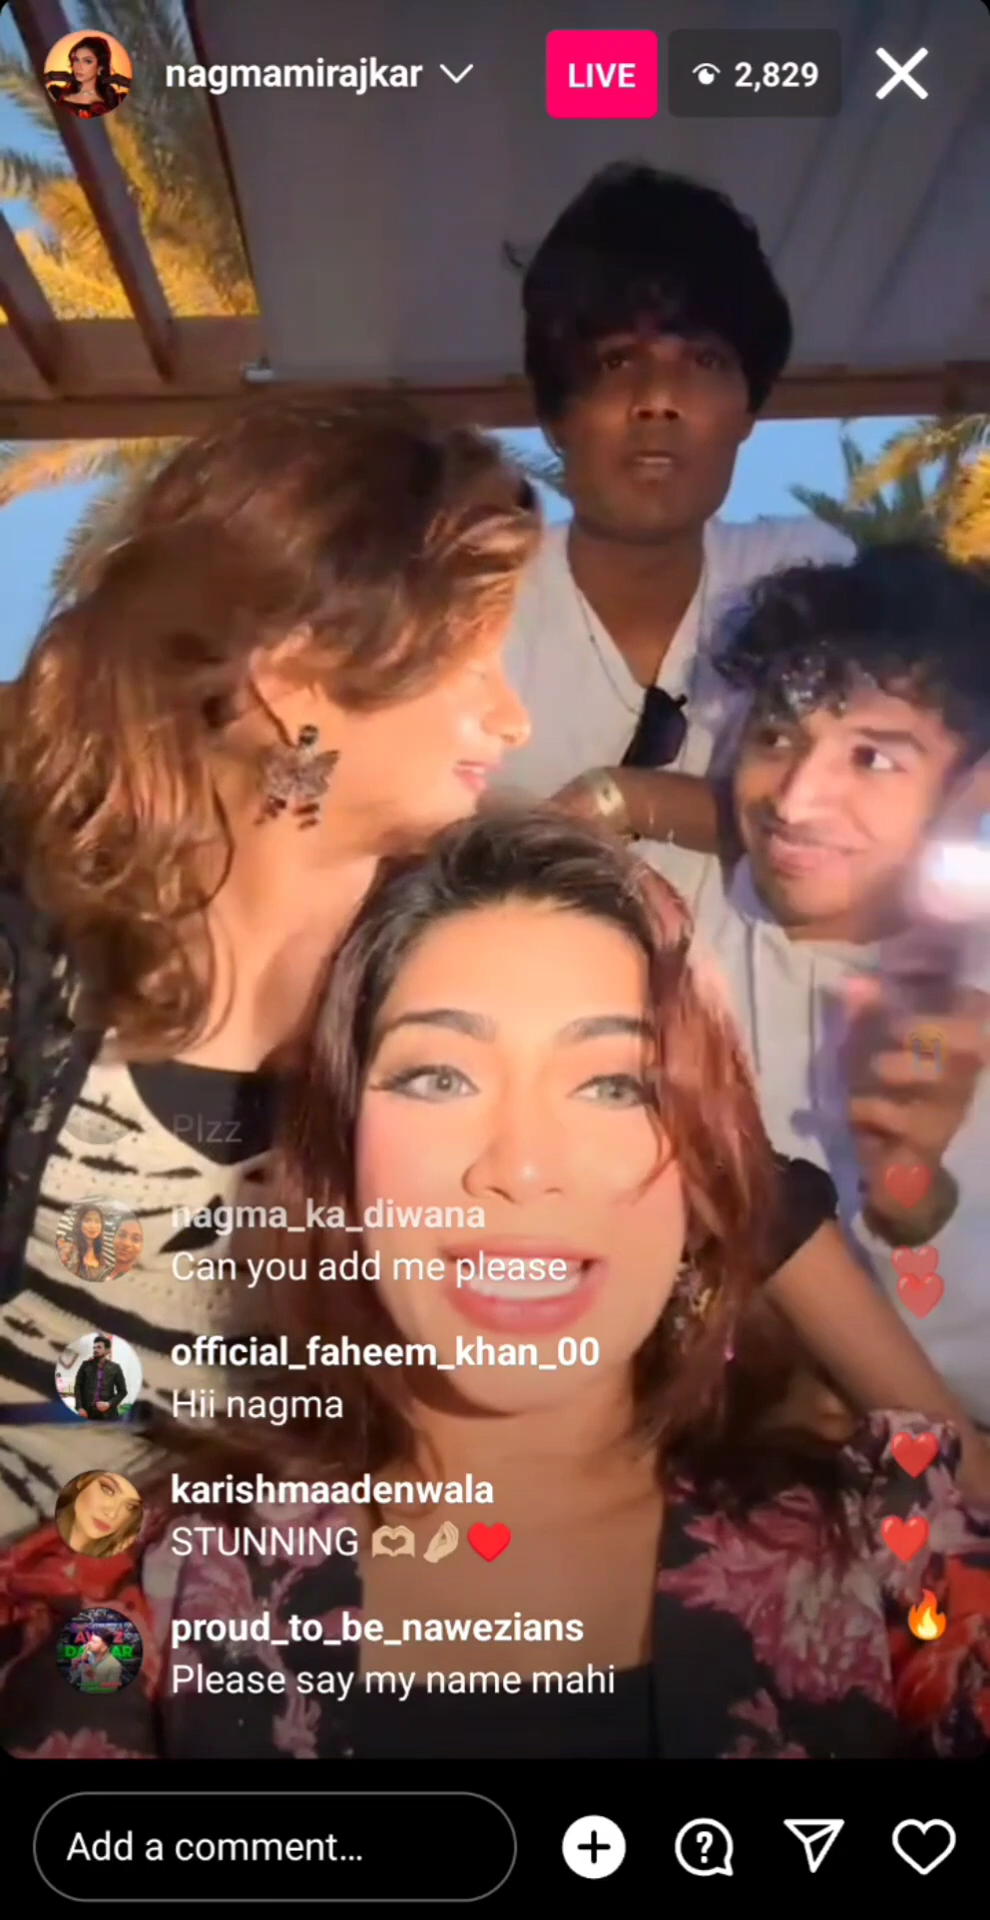 nagmamirajkar
LIVE
2,829
Plzz
nagma_ka_diwana
Can you add me please
official_faheem_khan_00
Hii nagma
karishmaadenwala
STUNNING 🫶🤌❤️
proud_to_be_nawezians
Please say my name mahi
Add a comment...